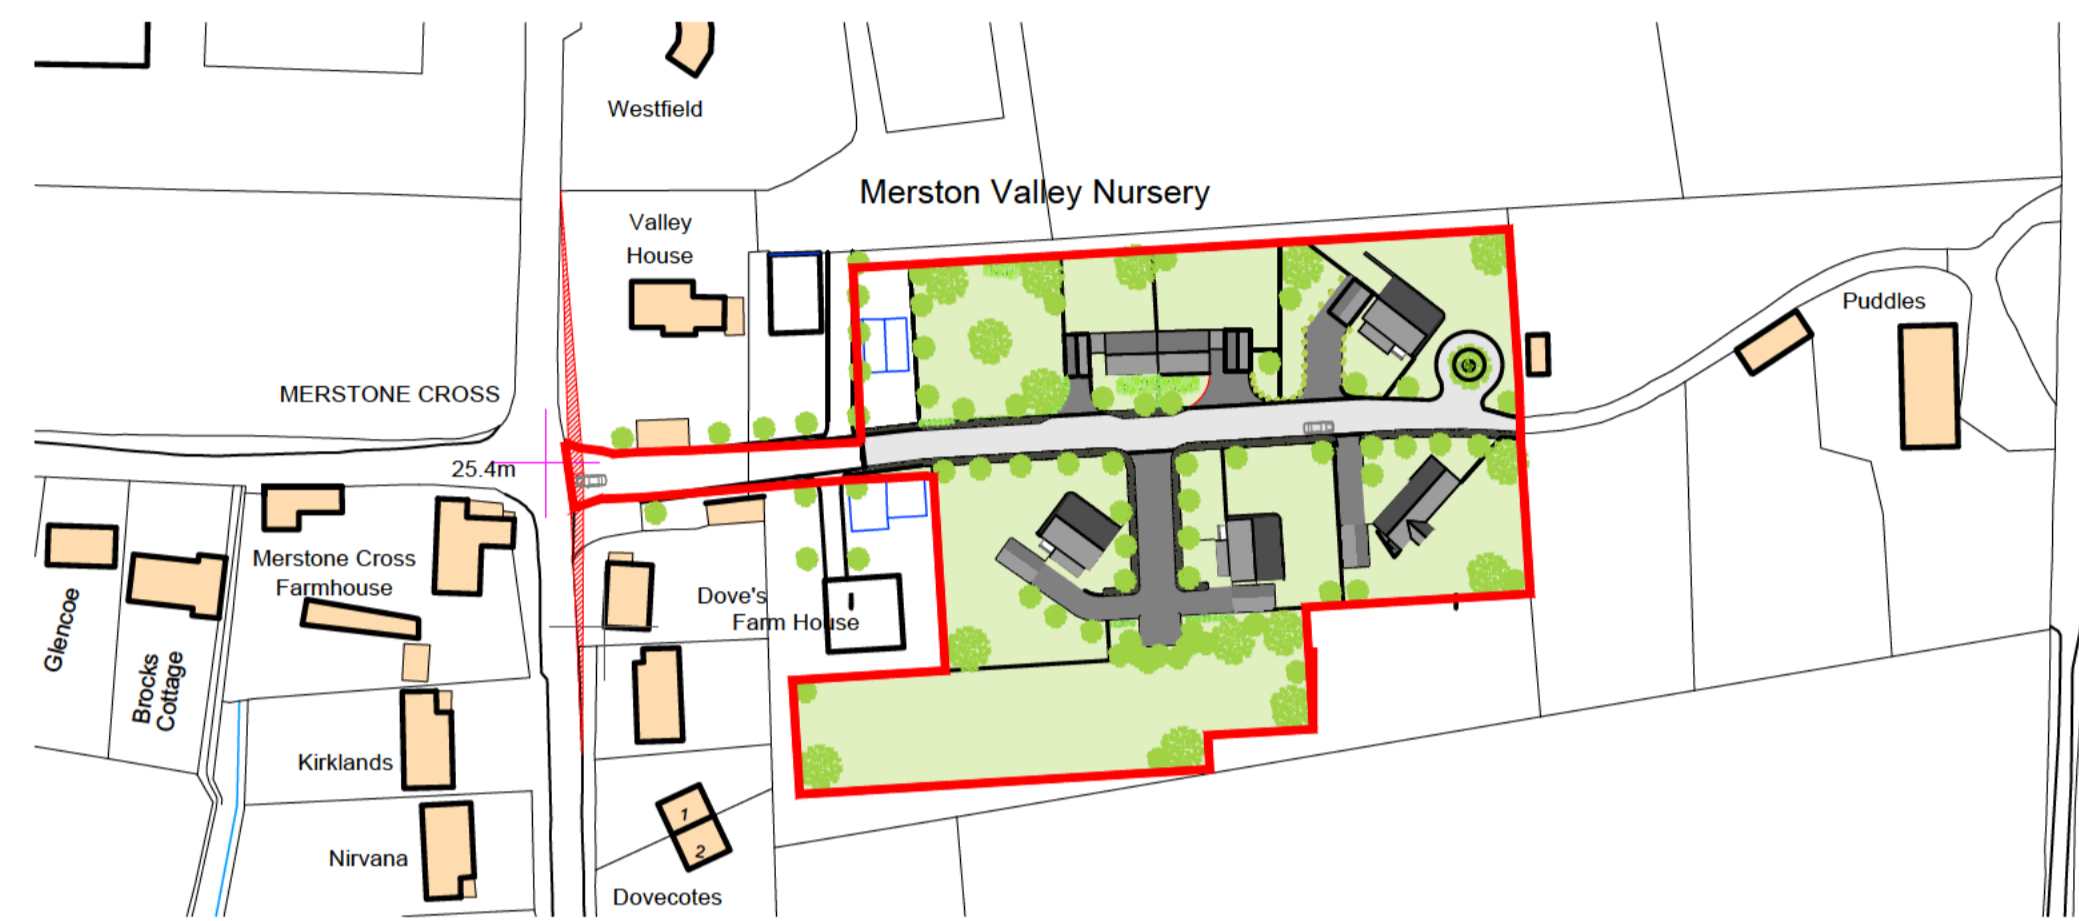 Westfield
Merston Valley Nursery
Valley
House
Puddles
MERSTONE CROSS
25.4m
Merstone Cross
Farmhouse
Glencoe
Brocks
Cottage
Dove's
Farm House
Kirklands
Nirvana
1
2
Dovecotes